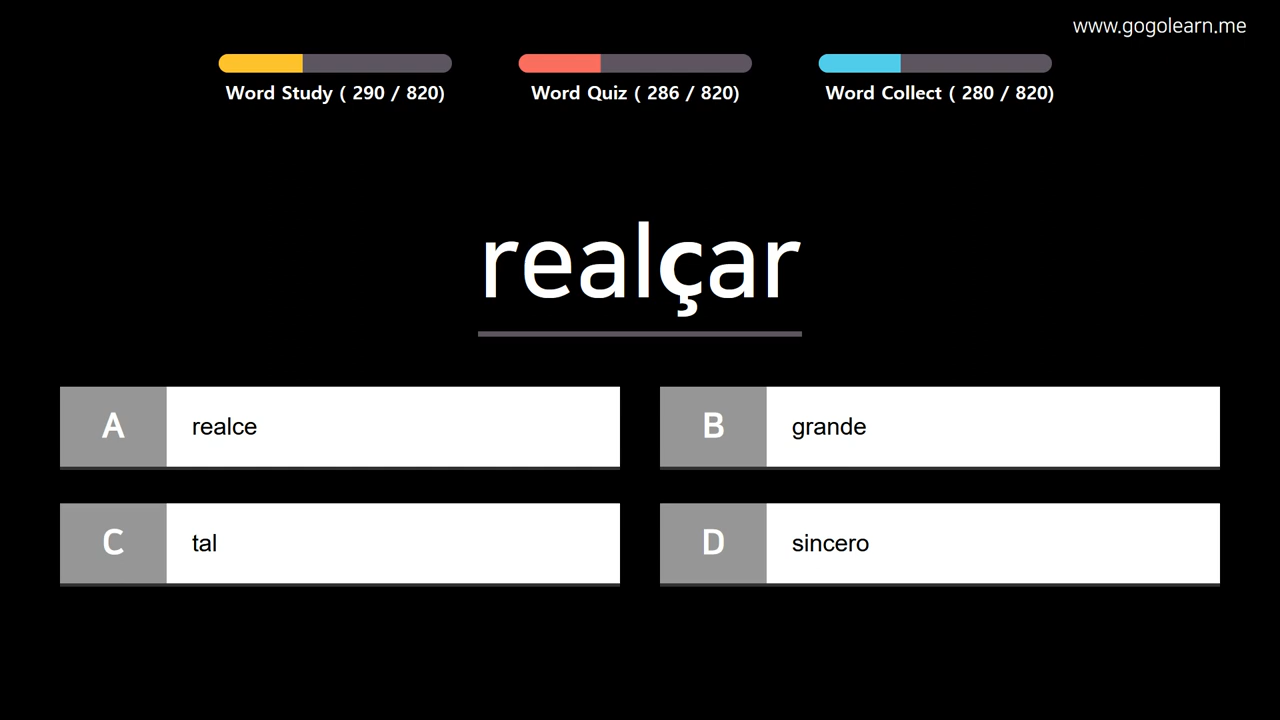 www.gogolearn.me
Word Study ( 290 / 820)
Word Quiz ( 286 / 820)
Word Collect ( 280 / 820)
realçar
A realce
B grande
C tal
D sincero